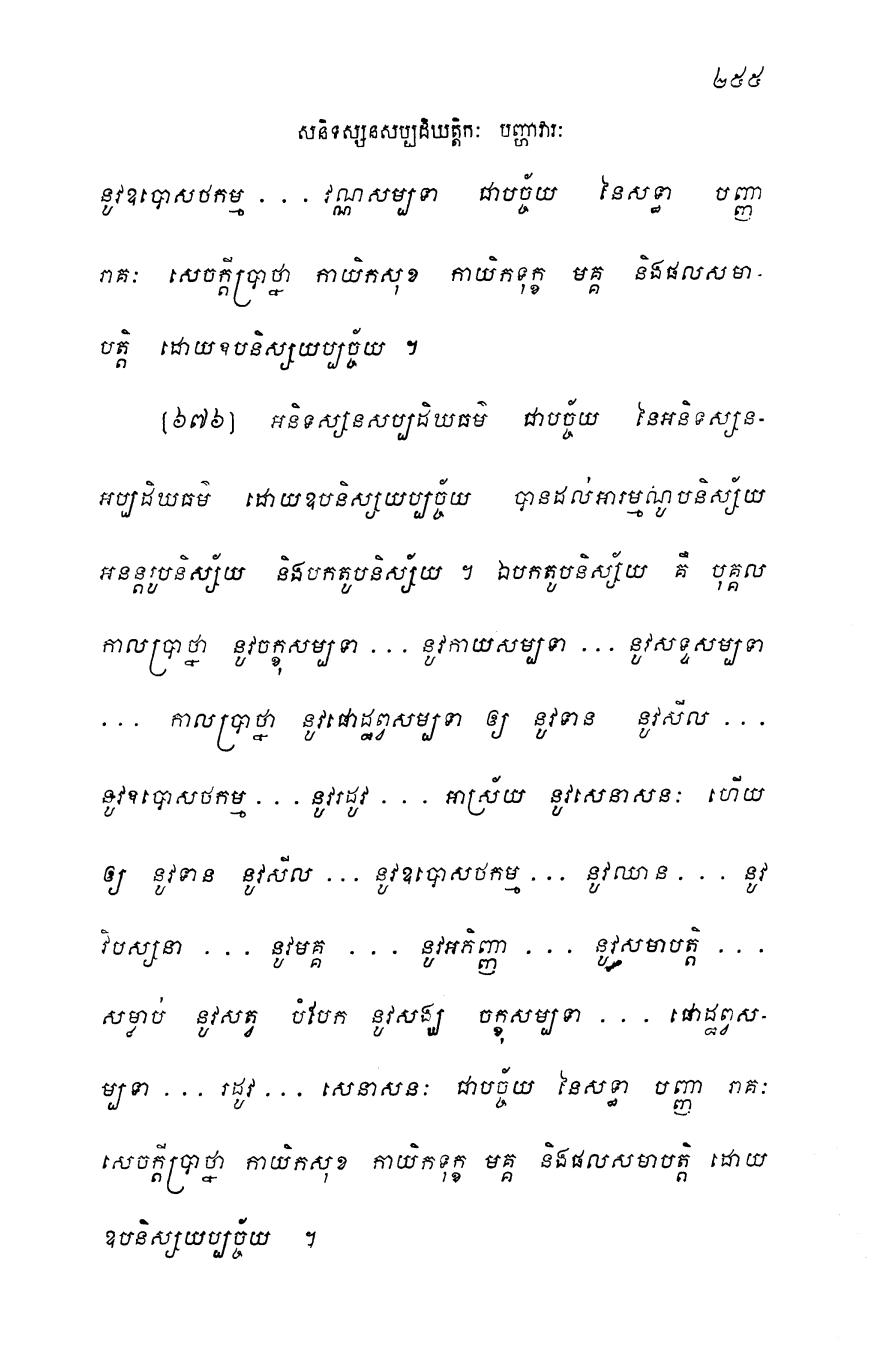 ២៥៥
សនិទស្សនសប្បដិឃត្តិកៈ បញ្ហាវារៈ
នូវឧបោសថកម្ម . . . វណ្ណសម្បទា ជាបច្ច័យ នៃសទ្ធា បញ្ញា
រាគៈ សេចក្តីប្រាថ្នា កាយិកសុខ កាយិកទុក្ខ មគ្គ និងផលសមា-
បត្តិ ដោយឧបនិស្សយប្បច្ច័យ ។
[៦៧៦] អនិទស្សនសប្បដិឃធម៌ ជាបច្ច័យ នៃអនិទស្សន-
អប្បដិឃធម៌ ដោយឧបនិស្សយប្បច្ច័យ បានដល់អារម្មណូបនិស្ស័យ
អនន្តរូបនិស្ស័យ និងបកតូបនិស្ស័យ ។ ឯបកតូបនិស្ស័យ គឺ បុគ្គល
កាលប្រាថ្នា នូវចក្ខុសម្បទា . . . នូវកាយសម្បទា . . . នូវសទ្ទសម្បទា
. . . កាលប្រាថ្នា នូវផោដ្ឋព្វសម្បទា ឲ្យ នូវទាន នូវសីល . . .
នូវឧបោសថកម្ម . . . នូវរដូវ . . . អាស្រ័យ នូវសេនាសនៈ ហើយ
ឲ្យ នូវទាន នូវសីល . . . នូវឧបោសថកម្ម . . . នូវឈាន . . . នូវ
វិបស្សនា . . . នូវមគ្គ . . . នូវអភិញ្ញា . . . នូវសមាបត្តិ . . .
សម្លាប់ នូវសត្វ បំបែក នូវសង្ឃ ចក្ខុសម្បទា . . . ផោដ្ឋព្វស-
ម្បទា . . . រដូវ . . . សេនាសនៈ ជាបច្ច័យ នៃសទ្ធា បញ្ញា រាគៈ
សេចក្តីប្រាថ្នា កាយិកសុខ កាយិកទុក្ខ មគ្គ និងផលសមាបត្តិ ដោយ
ឧបនិស្សយប្បច្ច័យ ។